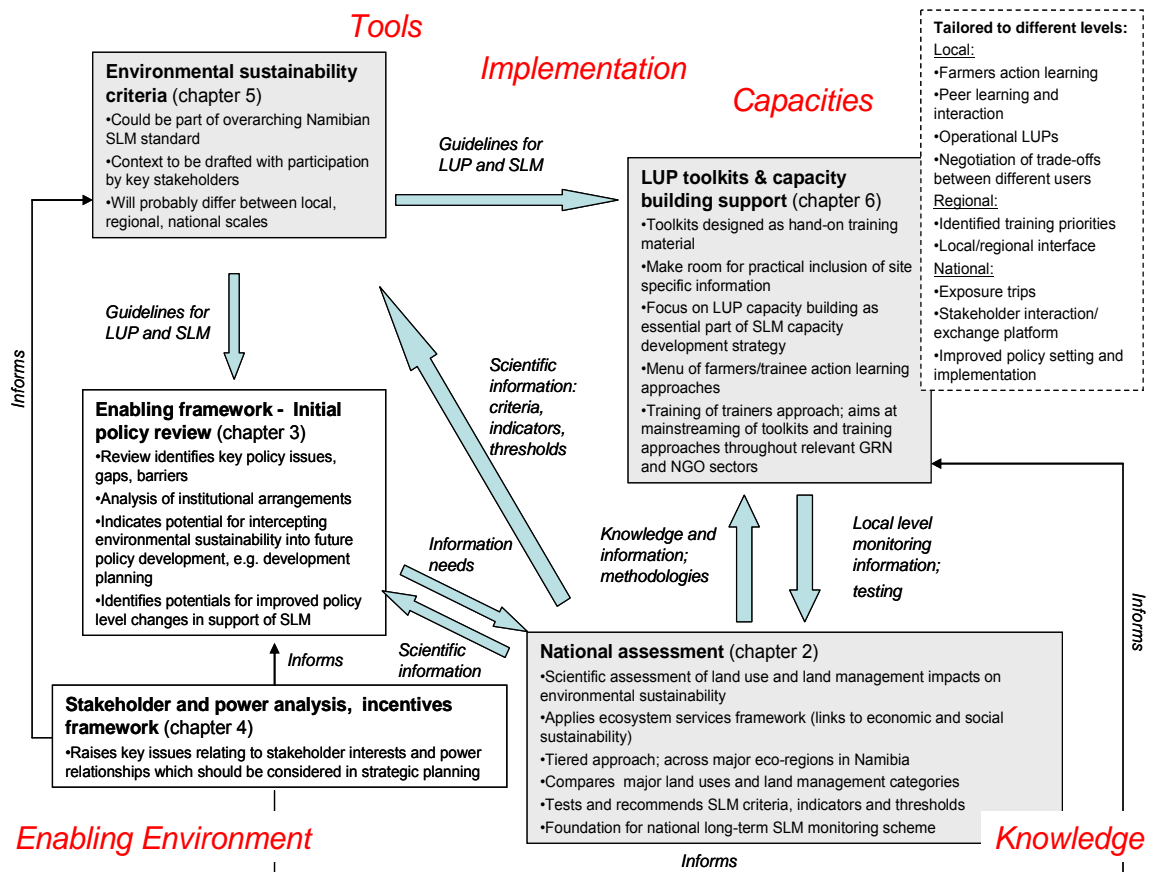 Tools
Implementation
Capacities
Environmental sustainability
criteria (chapter 5)
•Could be part of overarching Namibian
SLM standard
•Context to be drafted with participation
by key stakeholders
•Will probably differ between local,
regional, national scales
Guidelines for
LUP and SLM
LUP toolkits & capacity
building support (chapter 6)
•Toolkits designed as hand-on training
material
•Make room for practical inclusion of site
specific information
•Focus on LUP capacity building as
essential part of SLM capacity
development strategy
•Menu of farmers/trainee action learning
approaches
•Training of trainers approach; aims at
mainstreaming of toolkits and training
approaches throughout relevant GRN
and NGO sectors
Tailored to different levels:
Local:
•Farmers action learning
•Peer learning and
interaction
•Operational LUPs
•Negotiation of trade-offs
between different users
Regional:
•Identified training priorities
•Local/regional interface
National:
•Exposure trips
•Stakeholder interaction/
exchange platform
•Improved policy setting and
implementation
Informs
Guidelines for
LUP and SLM
Scientific
information:
criteria,
indicators,
thresholds
Enabling framework - Initial
policy review (chapter 3)
•Review identifies key policy issues,
gaps, barriers
•Analysis of institutional arrangements
•Indicates potential for intercepting
environmental sustainability into future
policy development, e.g. development
planning
•Identifies potentials for improved policy
level changes in support of SLM
Information
needs
Scientific
information
Knowledge and
information;
methodologies
Local level
monitoring
information;
testing
Informs
Informs
Stakeholder and power analysis, incentives
framework (chapter 4)
•Raises key issues relating to stakeholder interests and power
relationships which should be considered in strategic planning
National assessment (chapter 2)
•Scientific assessment of land use and land management impacts on
environmental sustainability
•Applies ecosystem services framework (links to economic and social
sustainability)
•Tiered approach; across major eco-regions in Namibia
•Compares major land uses and land management categories
•Tests and recommends SLM criteria, indicators and thresholds
•Foundation for national long-term SLM monitoring scheme
Enabling Environment
Knowledge
Informs